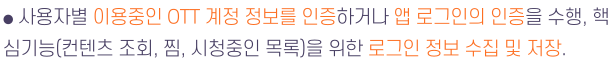 ● 사용자별 이용중인 OTT 계정 정보를 인증하거나 앱 로그인의 인증을 수행, 핵
심기능(컨텐츠 조회, 찜, 시청중인 목록)을 위한 로그인 정보 수집 및 저장.